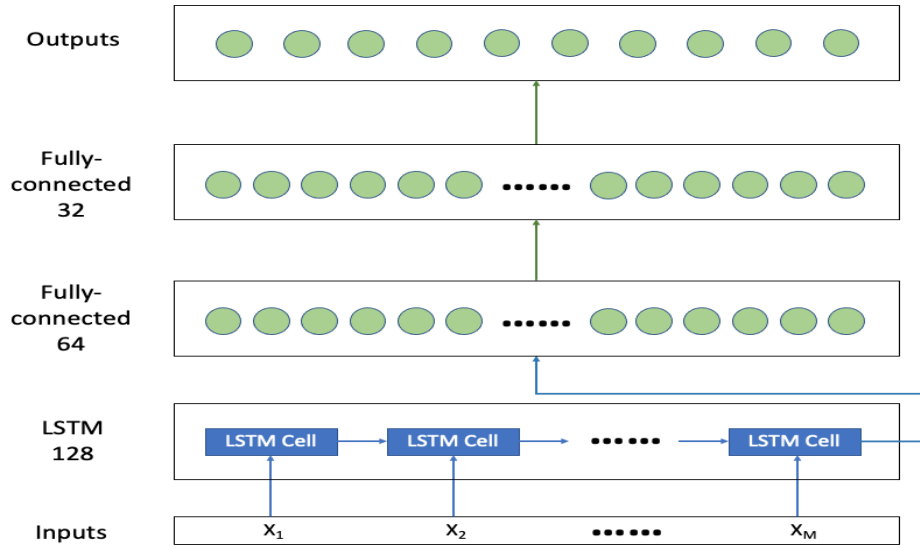 Outputs
Fully-
connected
32
......
Fully-
connected
64
......
LSTM
128
LSTM Cell
LSTM Cell
......
LSTM Cell
Inputs
x1
x2
......
xM